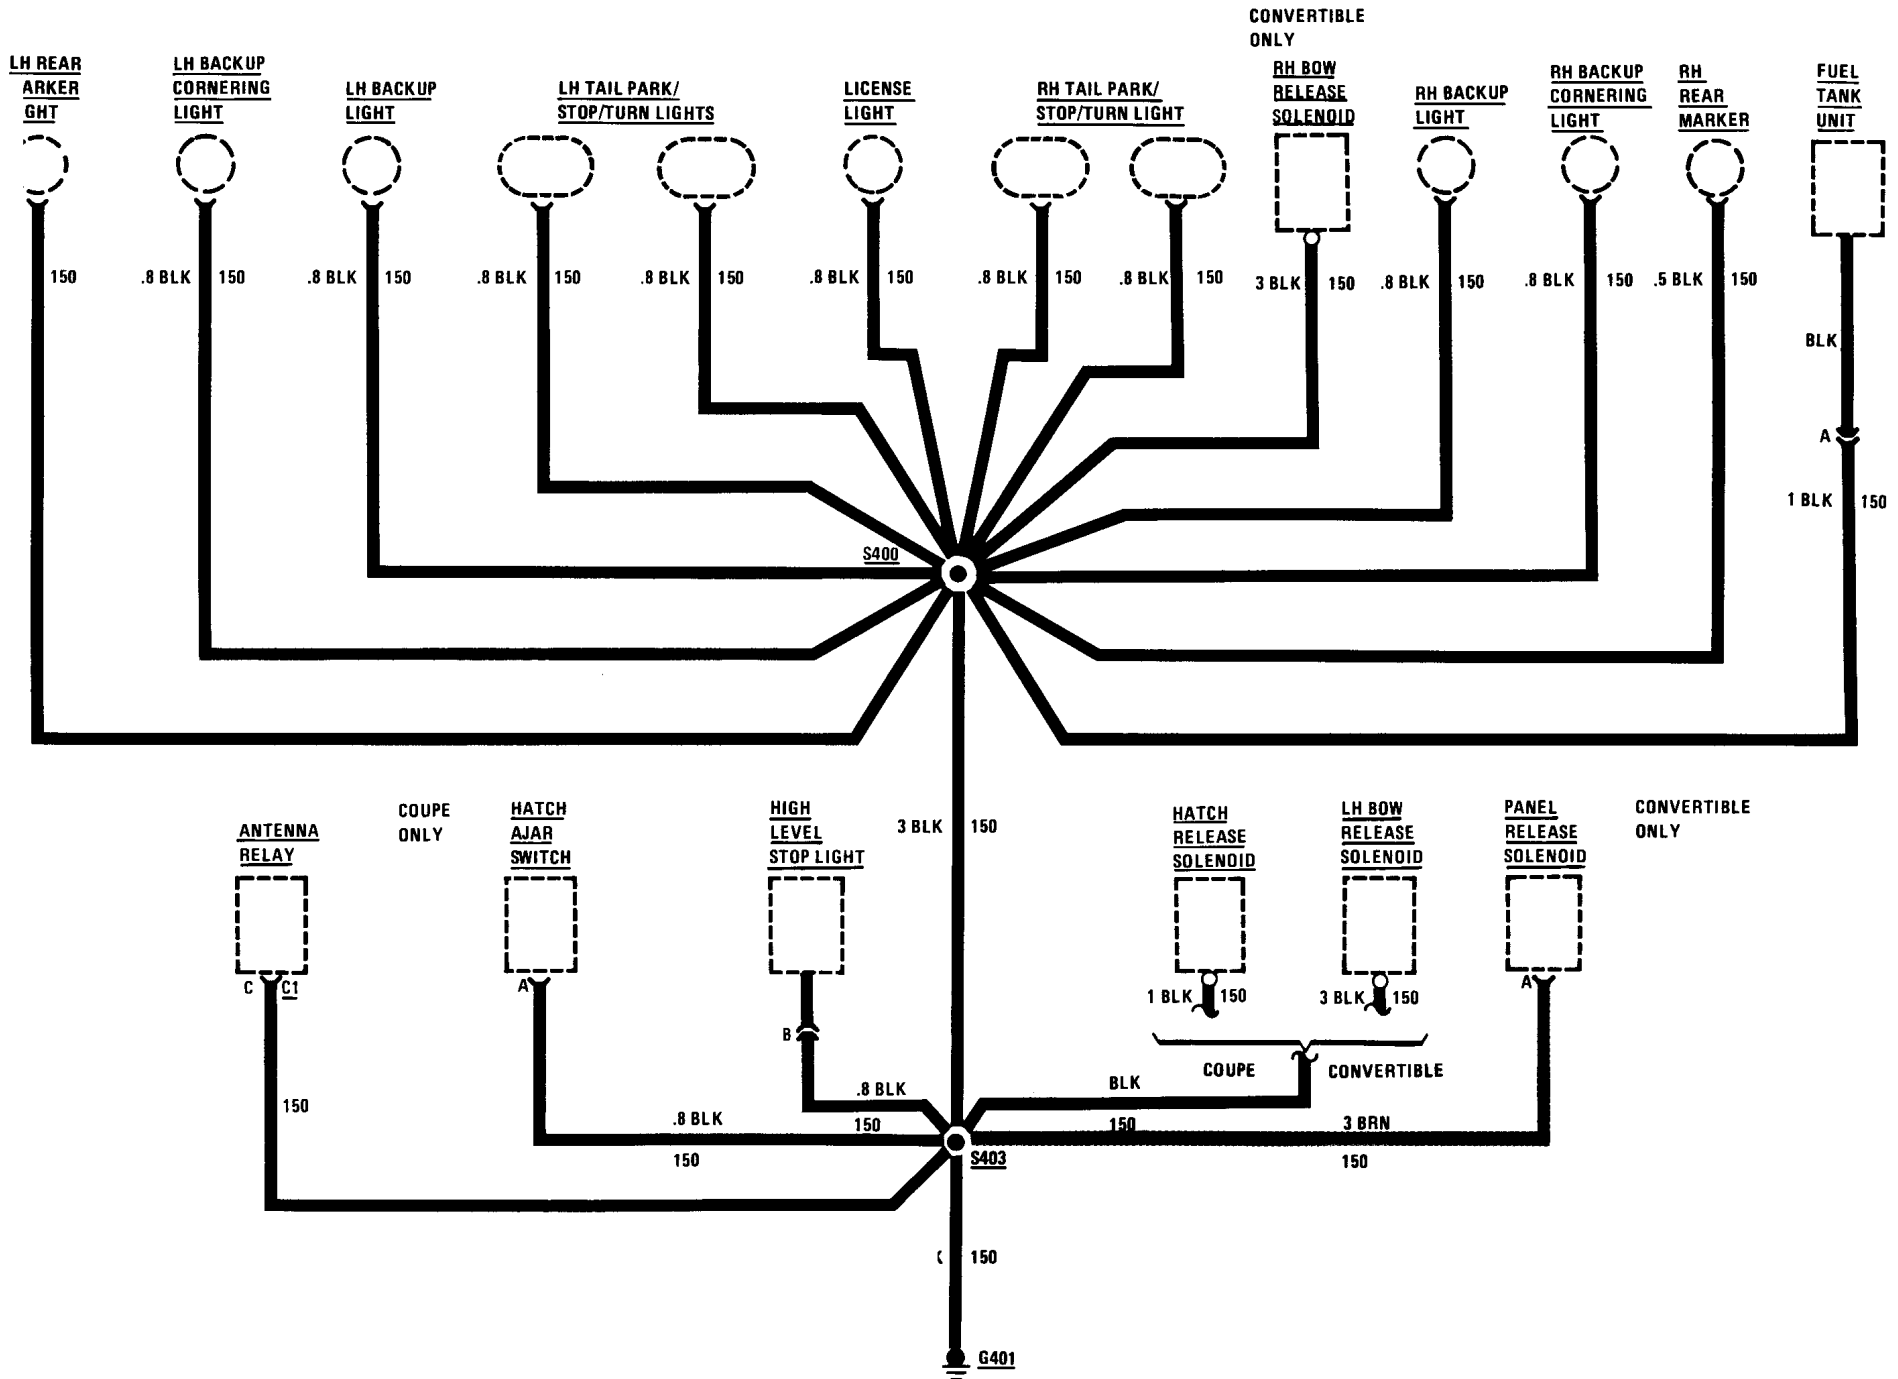 CONVERTIBLE
ONLY
LH REAR
ARKER
GHT
LH BACKUP
CORNERING
LIGHT
LH BACKUP
LIGHT
LH TAIL PARK/
STOP/TURN LIGHTS
LICENSE
LIGHT
RH TAIL PARK/
STOP/TURN LIGHT
RH BOW
RELEASE
SOLENOID
RH BACKUP
LIGHT
RH BACKUP
CORNERING
LIGHT
RH
REAR
MARKER
FUEL
TANK
UNIT
150
.8 BLK 150
.8 BLK 150
.8 BLK 150
.8 BLK 150
.8 BLK 150
.8 BLK 150
.8 BLK 150
3 BLK 150
.8 BLK 150
.8 BLK 150
.5 BLK 150
BLK
A
1 BLK 150
S400
3 BLK 150
ANTENNA
RELAY
COUPE
ONLY
HATCH
AJAR
SWITCH
HIGH
LEVEL
STOP LIGHT
HATCH
RELEASE
SOLENOID
LH BOW
RELEASE
SOLENOID
PANEL
RELEASE
SOLENOID
CONVERTIBLE
ONLY
C C1
A
B
1 BLK 150
3 BLK 150
A
COUPE CONVERTIBLE
150
.8 BLK
150
.8 BLK
150
BLK
150
3 BRN
150
S403
150
G401